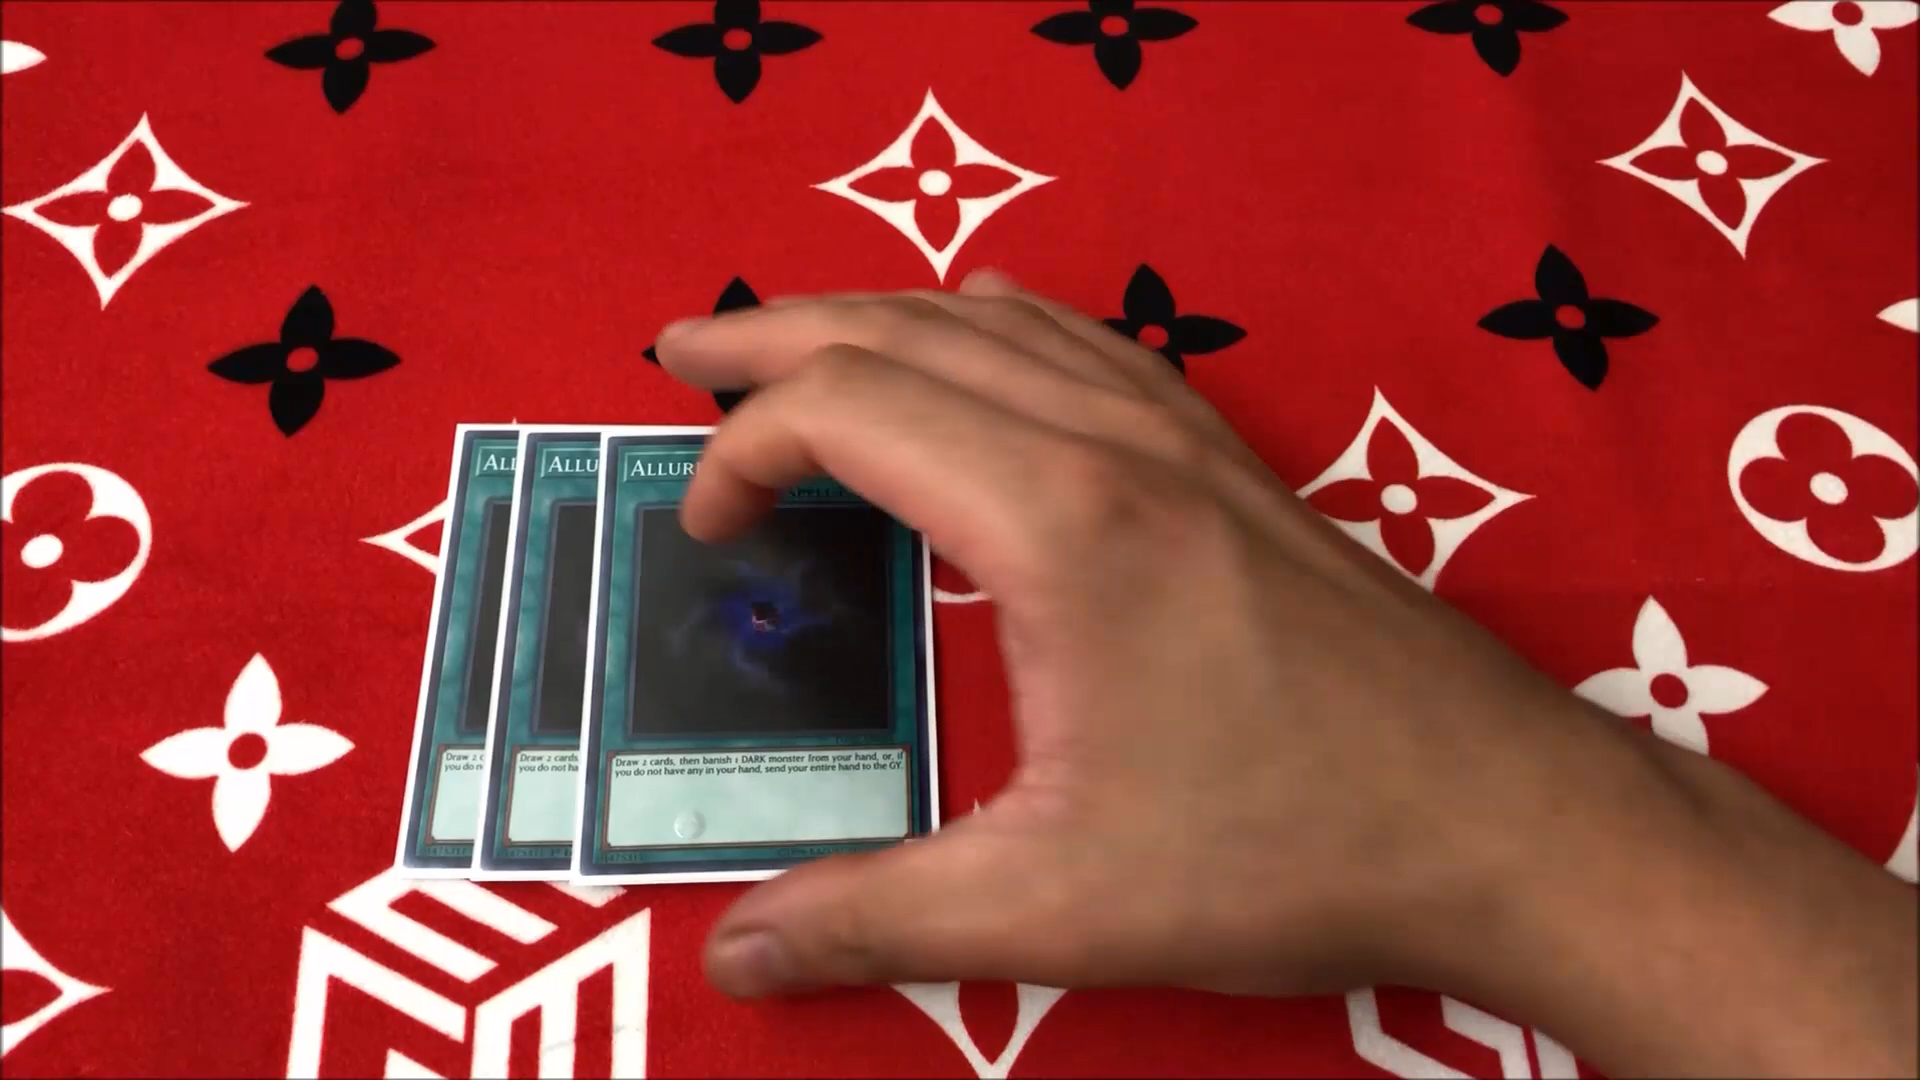 ALL
ALLU
ALLUR
SPELL
Draw 2 c
you do n
Draw 2 cards
you do not ha
Draw 2 cards, then banish 1 DARK monster from your hand, or, if
you do not have any in your hand, send your entire hand to the GY.